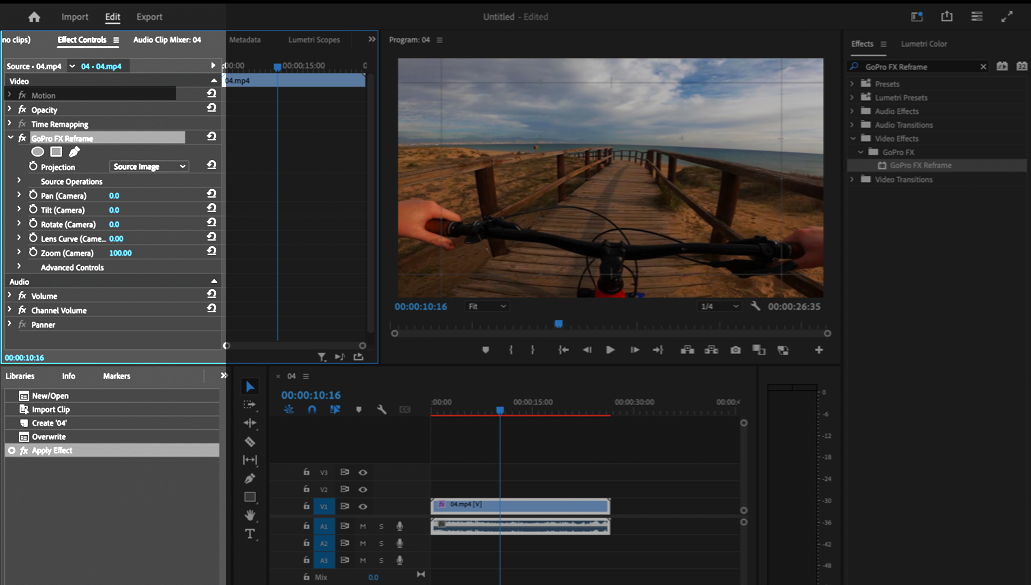 Import
Edit
Export
Untitled - Edited
no clips)
Effect Controls
Audio Clip Mixer: 04
Metadata
Lumetri Scopes
Program: 04
Effects
Lumetri Color
Source • 04.mp4
04 • 04.mp4
:00:00
00:00:15:00
GoPro FX Reframe
Video
04.mp4
Presets
fx Motion
Lumetri Presets
fx Opacity
Audio Effects
fx Time Remapping
Audio Transitions
fx GoPro FX Reframe
Video Effects
GoPro FX
Projection
Source Image
GoPro FX Reframe
Source Operations
Video Transitions
Pan (Camera)
0.0
Tilt (Camera)
0.0
Rotate (Camera)
0.0
Lens Curve (Came...
0.00
Zoom (Camera)
100.00
Advanced Controls
Audio
fx Volume
fx Channel Volume
fx Panner
00:00:10:16
Fit
1/4
00:00:26:35
00:00:10:16
Libraries
Info
Markers
New/Open
Import Clip
Create '04'
Overwrite
fx Apply Effect
× 04
00:00:10:16
:00:00
00:00:15:00
00:00:30:00
V3
V2
V1
fx 04.mp4 [V]
A1
M
S
A2
M
S
A3
M
S
Mix
0.0
0
-6
-12
-18
-24
-30
-36
-42
-48
T